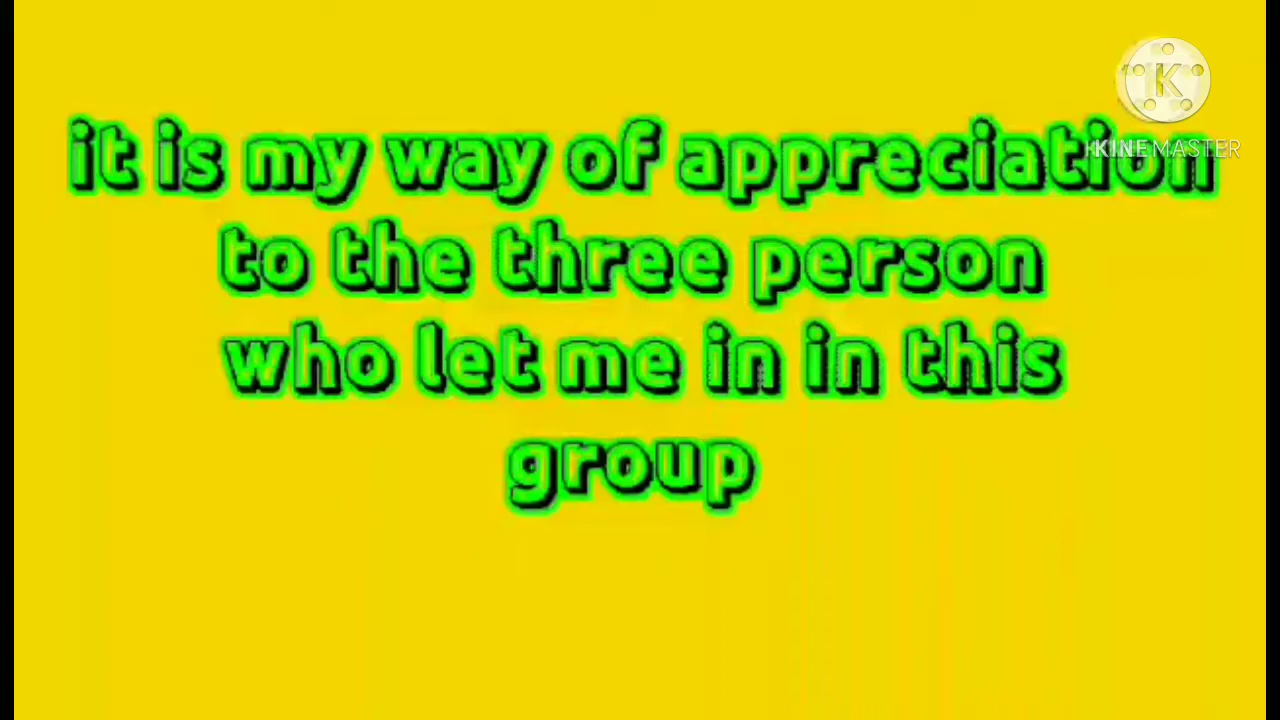 KINEMASTER
it is my way of appreciation
to the three person
who let me in in this
group